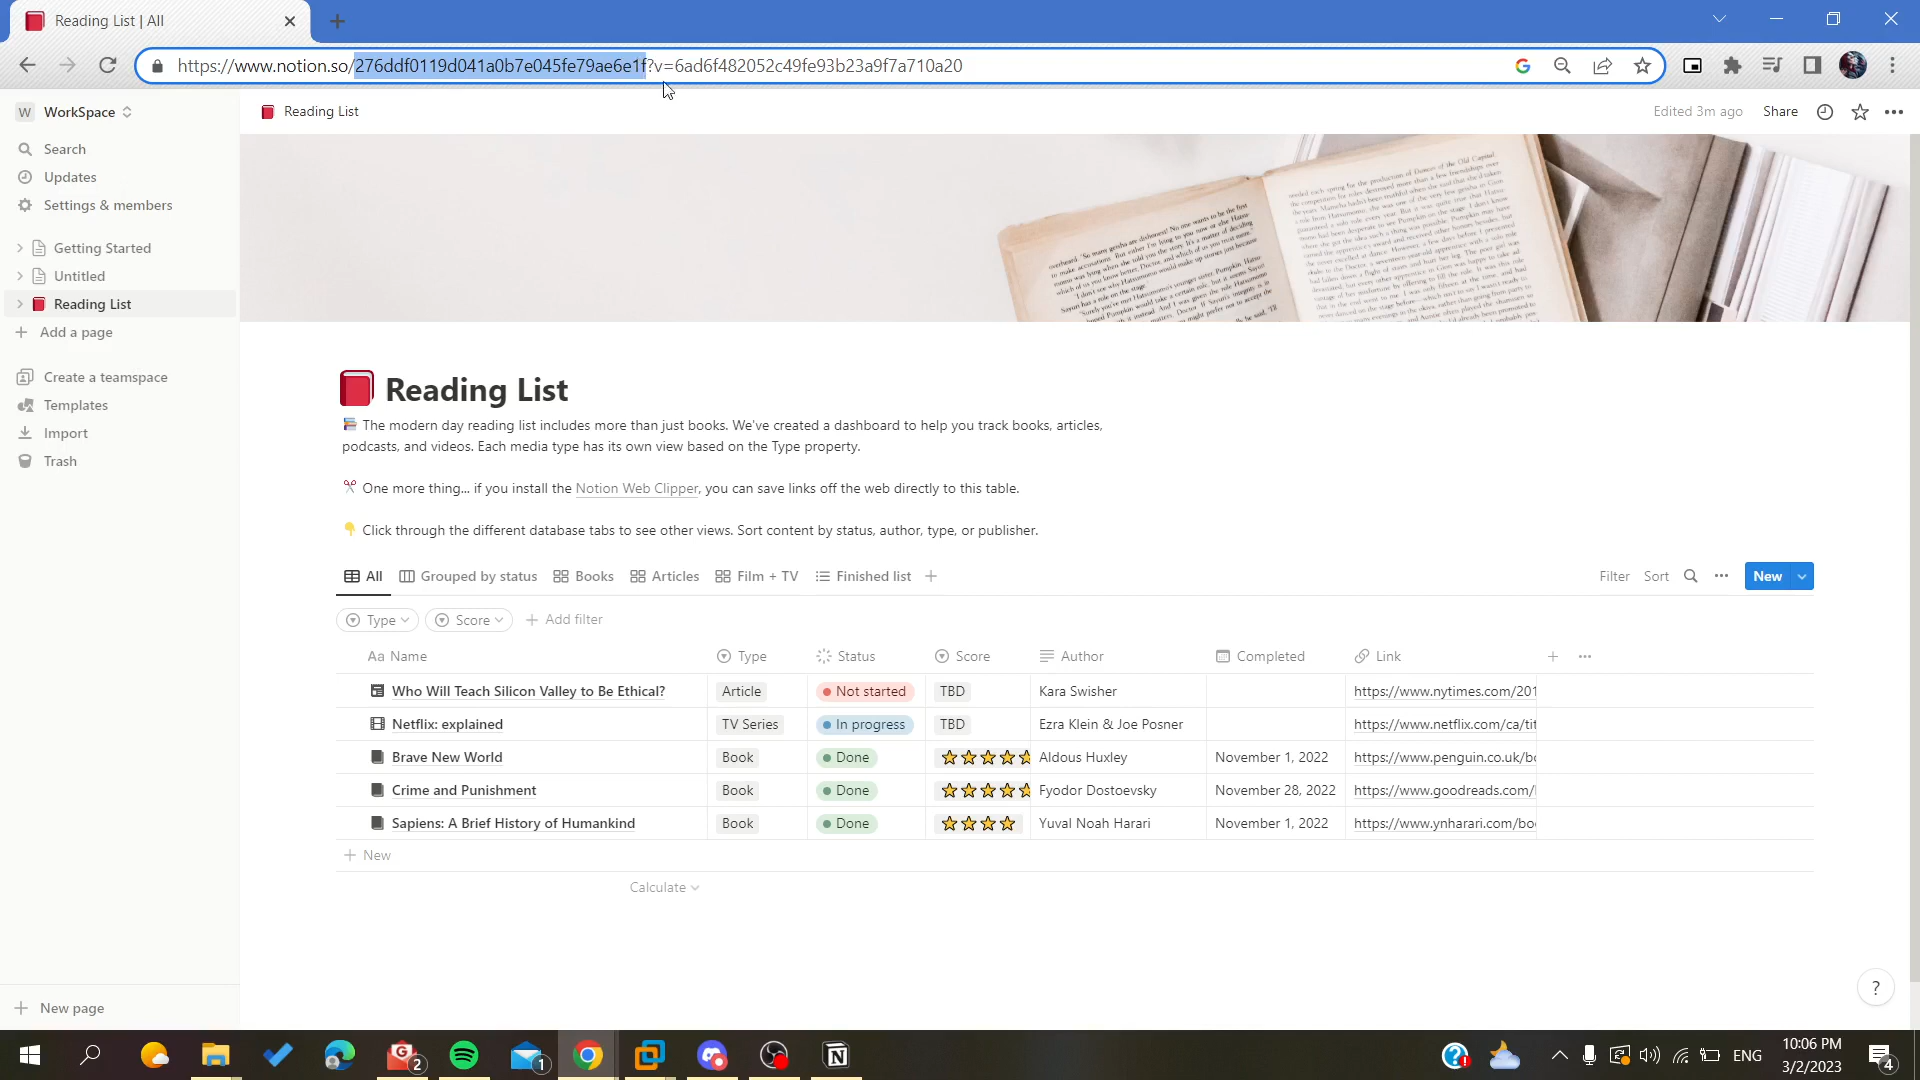 Reading List | All
https://www.notion.so/276ddf0119d041a0b7e045fe79ae6e1f?v=6ad6f482052c49fe93b23a9f7a710a20
W WorkSpace
Reading List
Edited 3m ago Share
Search
Updates
Settings & members
Getting Started
Untitled
Reading List
Add a page
Create a teamspace
Templates
Import
Trash
New page
Reading List
The modern day reading list includes more than just books. We've created a dashboard to help you track books, articles,
podcasts, and videos. Each media type has its own view based on the Type property.
One more thing... if you install the Notion Web Clipper, you can save links off the web directly to this table.
Click through the different database tabs to see other views. Sort content by status, author, type, or publisher.
All Grouped by status Books Articles Film + TV Finished list
Filter Sort New
Type Score Add filter
Aa Name Type Status Score Author Completed Link
Who Will Teach Silicon Valley to Be Ethical? Article Not started TBD Kara Swisher https://www.nytimes.com/201
Netflix: explained TV Series In progress TBD Ezra Klein & Joe Posner https://www.netflix.com/ca/tit
Brave New World Book Done Aldous Huxley November 1, 2022 https://www.penguin.co.uk/bo
Crime and Punishment Book Done Fyodor Dostoevsky November 28, 2022 https://www.goodreads.com/
Sapiens: A Brief History of Humankind Book Done Yuval Noah Harari November 1, 2022 https://www.ynharari.com/bo
New
Calculate
?
2 1 ENG 10:06 PM
3/2/2023 4